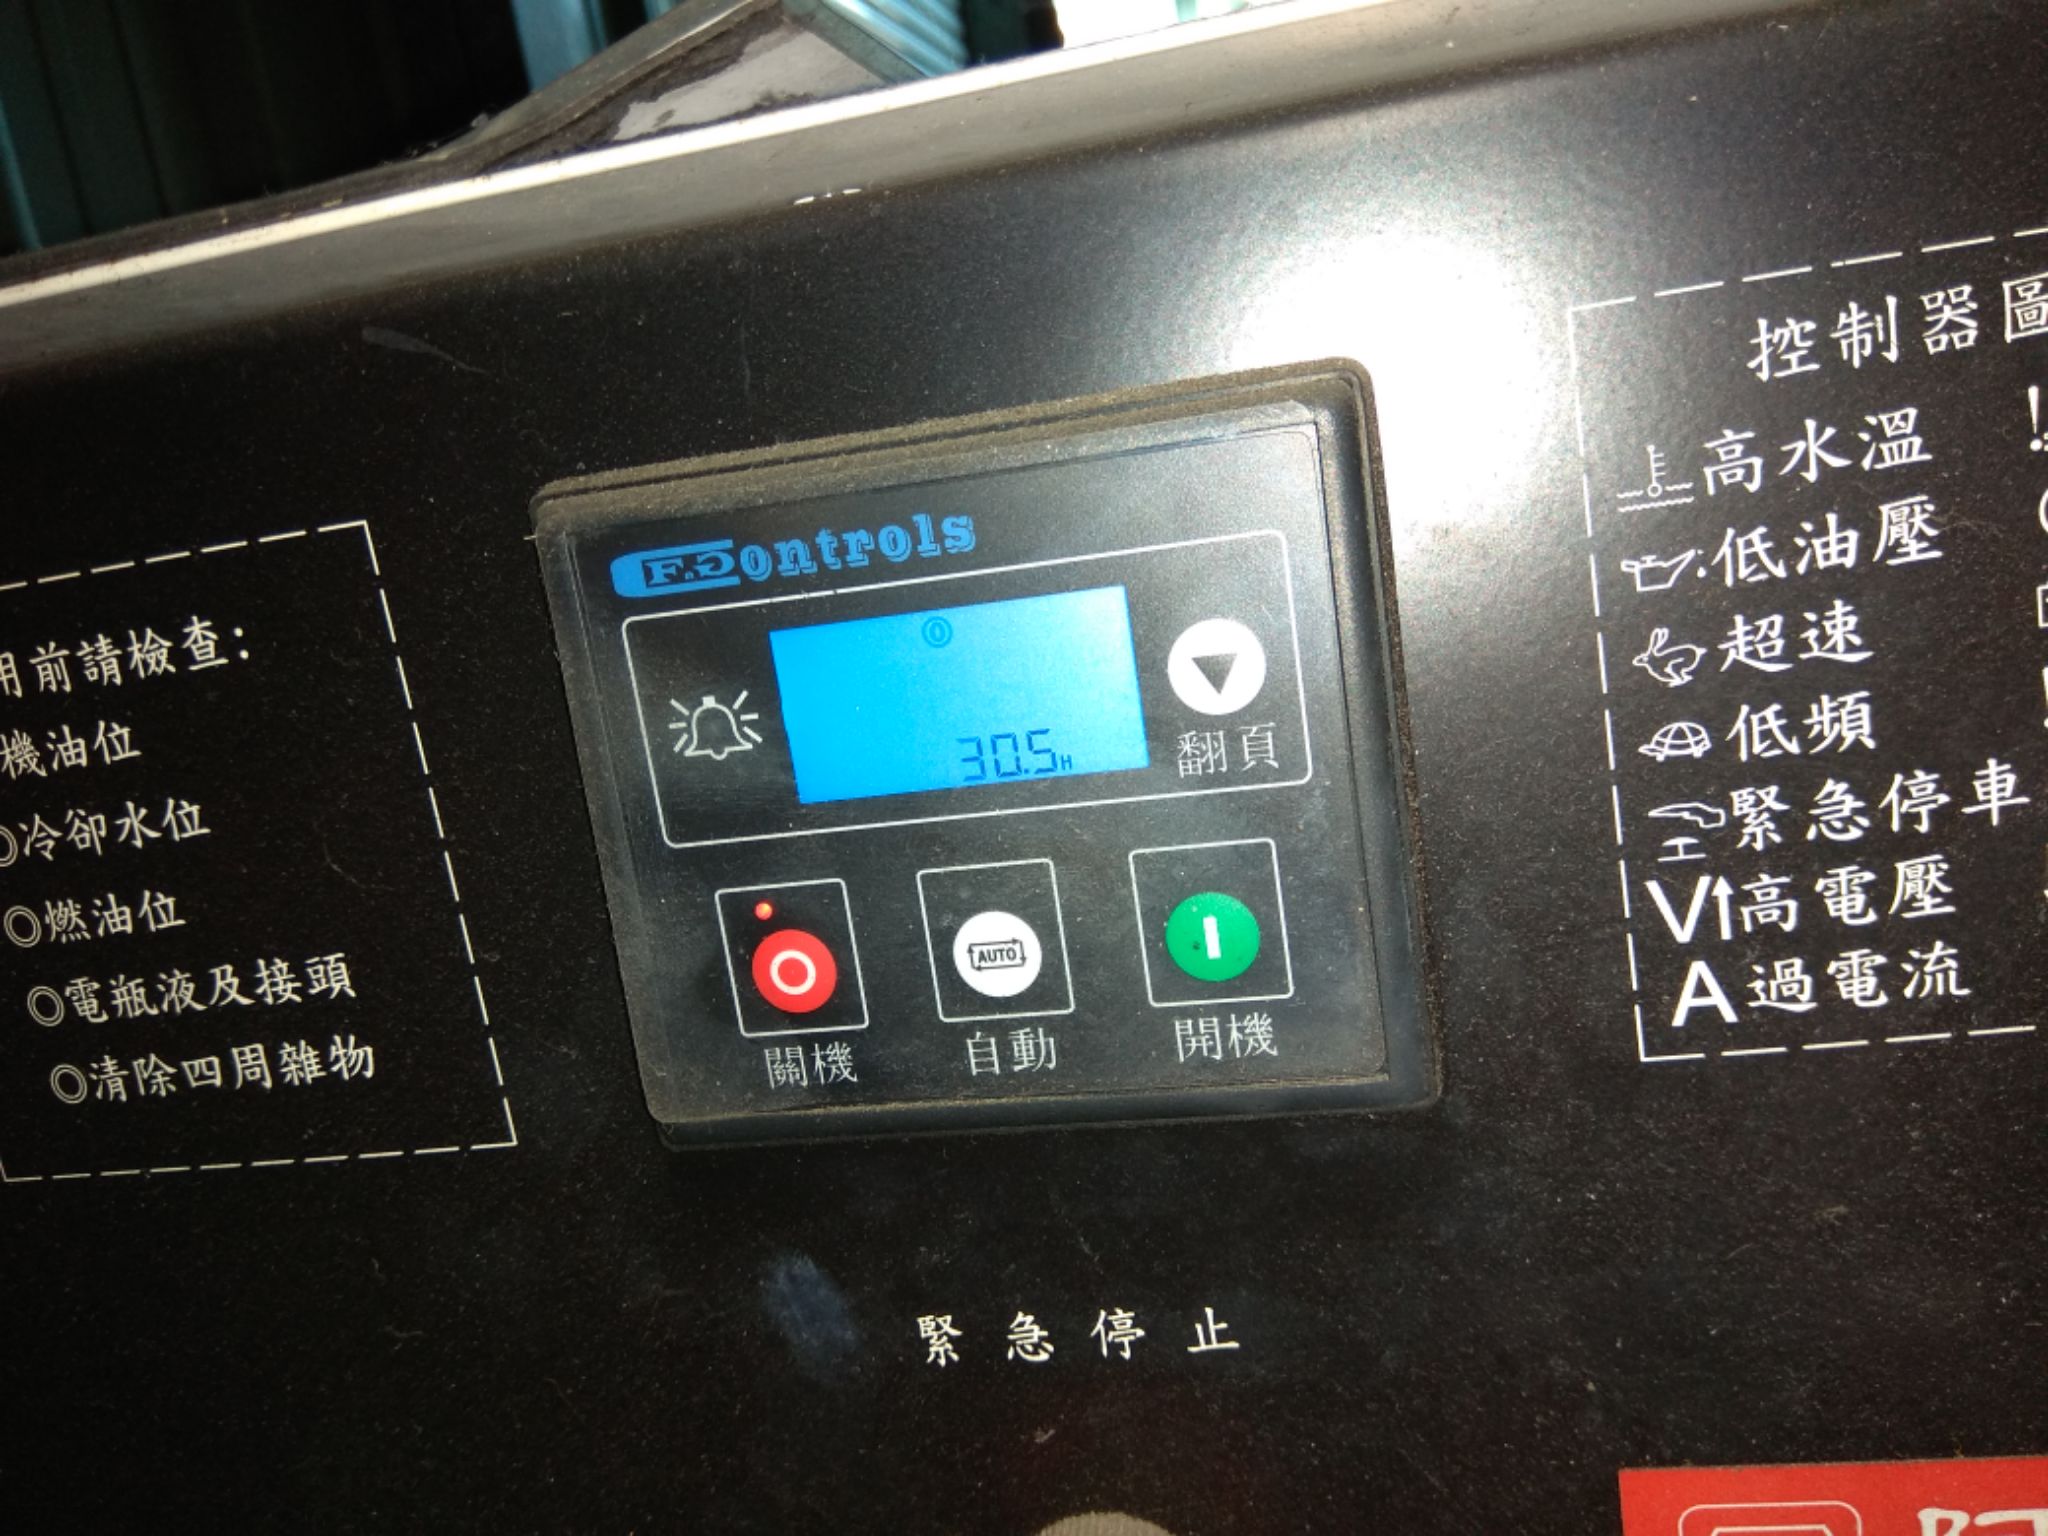 用前請檢查:
機油位
◎冷卻水位
◎燃油位
◎電瓶液及接頭
◎清除四周雜物
F.G Controls
30.5H
翻頁
AUTO
關機
自動
開機
緊急停止
控制器圖
高水溫
低油壓
超速
低頻
緊急停車
V↑高電壓
A過電流